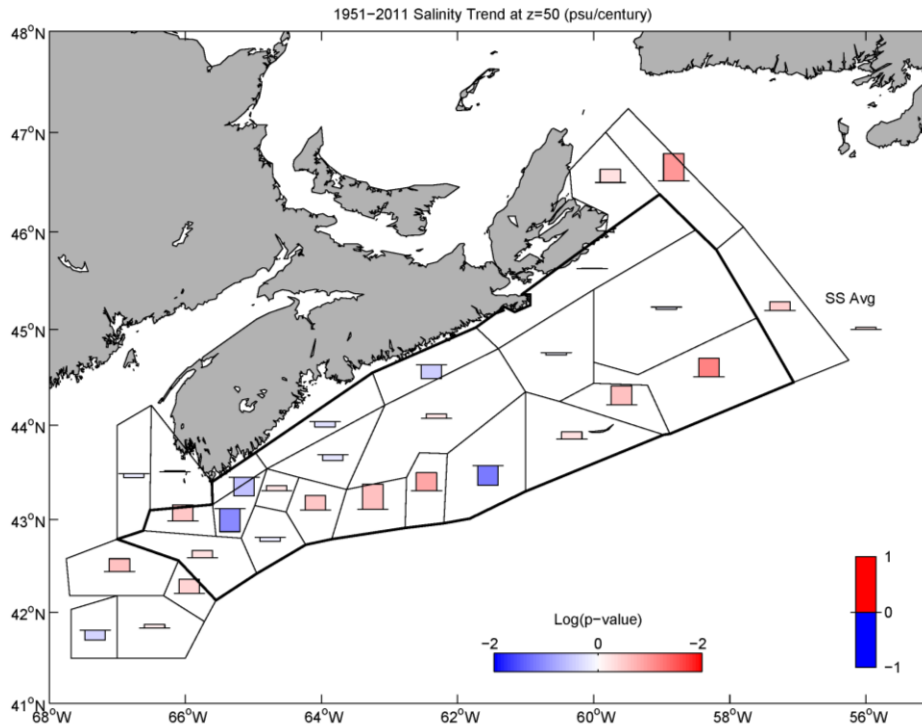 1951−2011 Salinity Trend at z=50 (psu/century)
48°N
47°N
46°N
SS Avg
45°N
44°N
43°N
Log(p-value)
1
−2 0 −2
0
42°N
−1
41°N
68°W 66°W 64°W 62°W 60°W 58°W 56°W